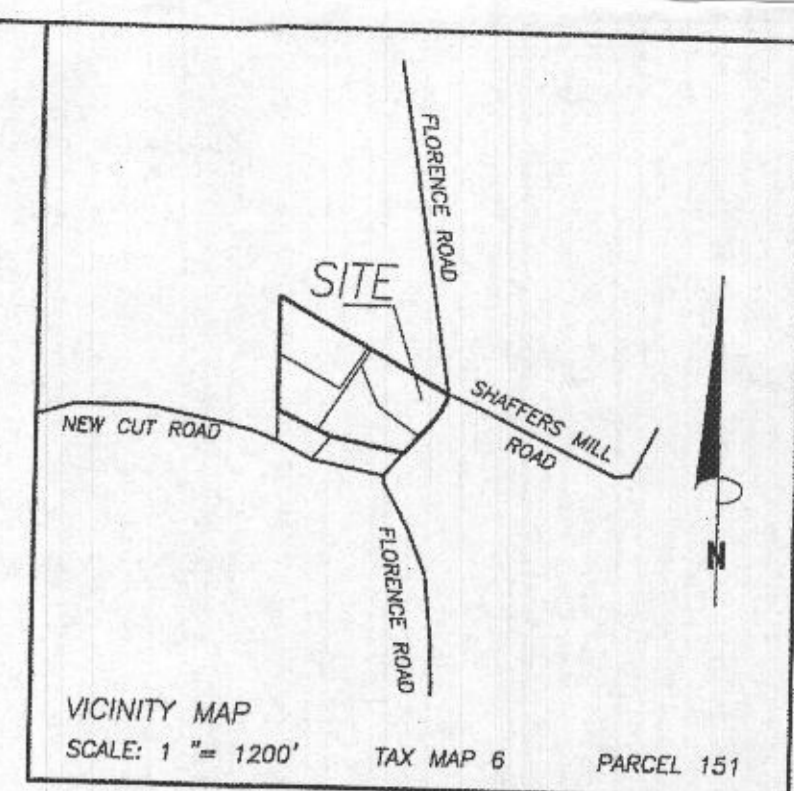 FLORENCE ROAD
SITE
SHAFFERS MILL
ROAD
NEW CUT ROAD
N
FLORENCE ROAD
VICINITY MAP
SCALE: 1 "= 1200'
TAX MAP 6
PARCEL 151